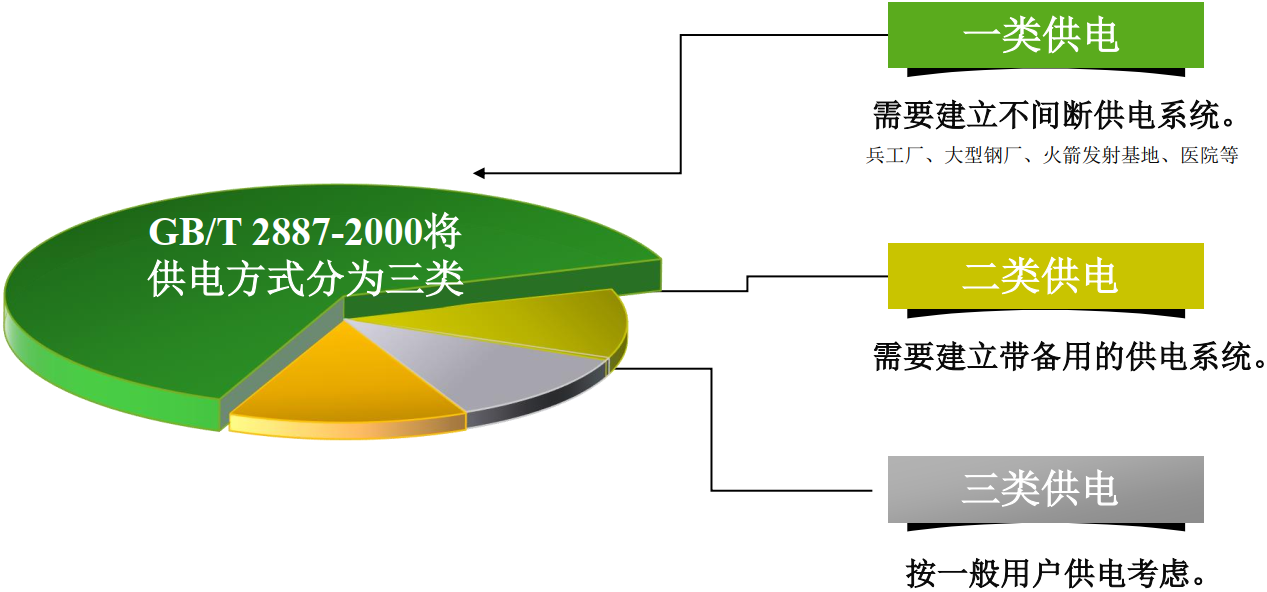 GB/T 2887-2000将
供电方式分为三类
一类供电
需要建立不间断供电系统。
兵工厂、大型钢厂、火箭发射基地、医院等
二类供电
需要建立带备用的供电系统。
三类供电
按一般用户供电考虑。